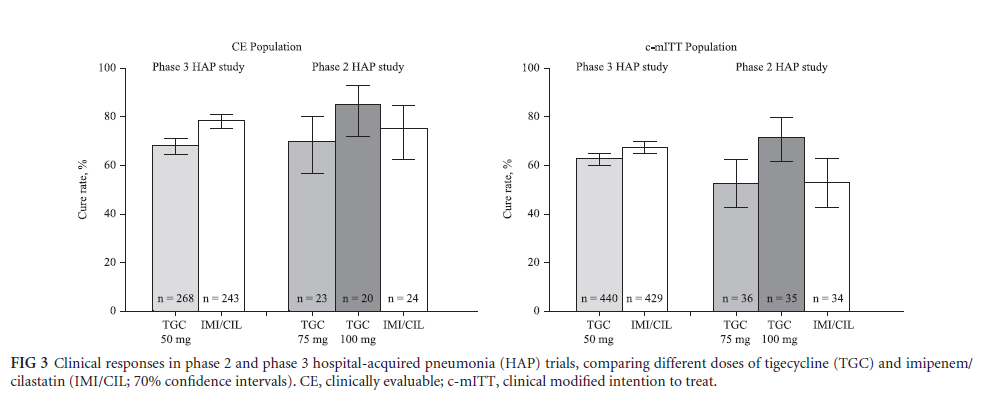 CE Population
Phase 3 HAP study
Phase 2 HAP study
100
80
60
40
20
0
Cure rate, %
n = 268
n = 243
n = 23
n = 20
n = 24
TGC
50 mg
IMI/CIL
TGC
75 mg
TGC
100 mg
IMI/CIL
c-mITT Population
Phase 3 HAP study
Phase 2 HAP study
100
80
60
40
20
0
Cure rate, %
n = 440
n = 429
n = 36
n = 35
n = 34
TGC
50 mg
IMI/CIL
TGC
75 mg
TGC
100 mg
IMI/CIL
FIG 3 Clinical responses in phase 2 and phase 3 hospital-acquired pneumonia (HAP) trials, comparing different doses of tigecycline (TGC) and imipenem/
cilastatin (IMI/CIL; 70% confidence intervals). CE, clinically evaluable; c-mITT, clinical modified intention to treat.